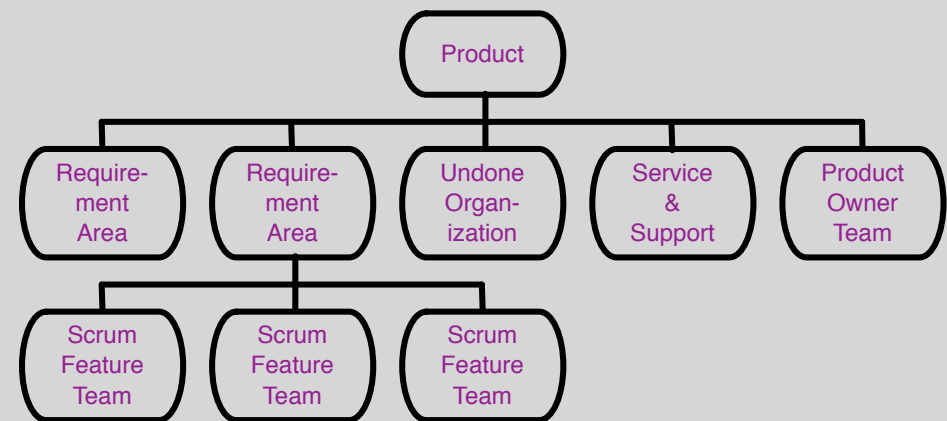 Product
Require-
ment
Area
Require-
ment
Area
Undone
Organ-
ization
Service
&
Support
Product
Owner
Team
Scrum
Feature
Team
Scrum
Feature
Team
Scrum
Feature
Team